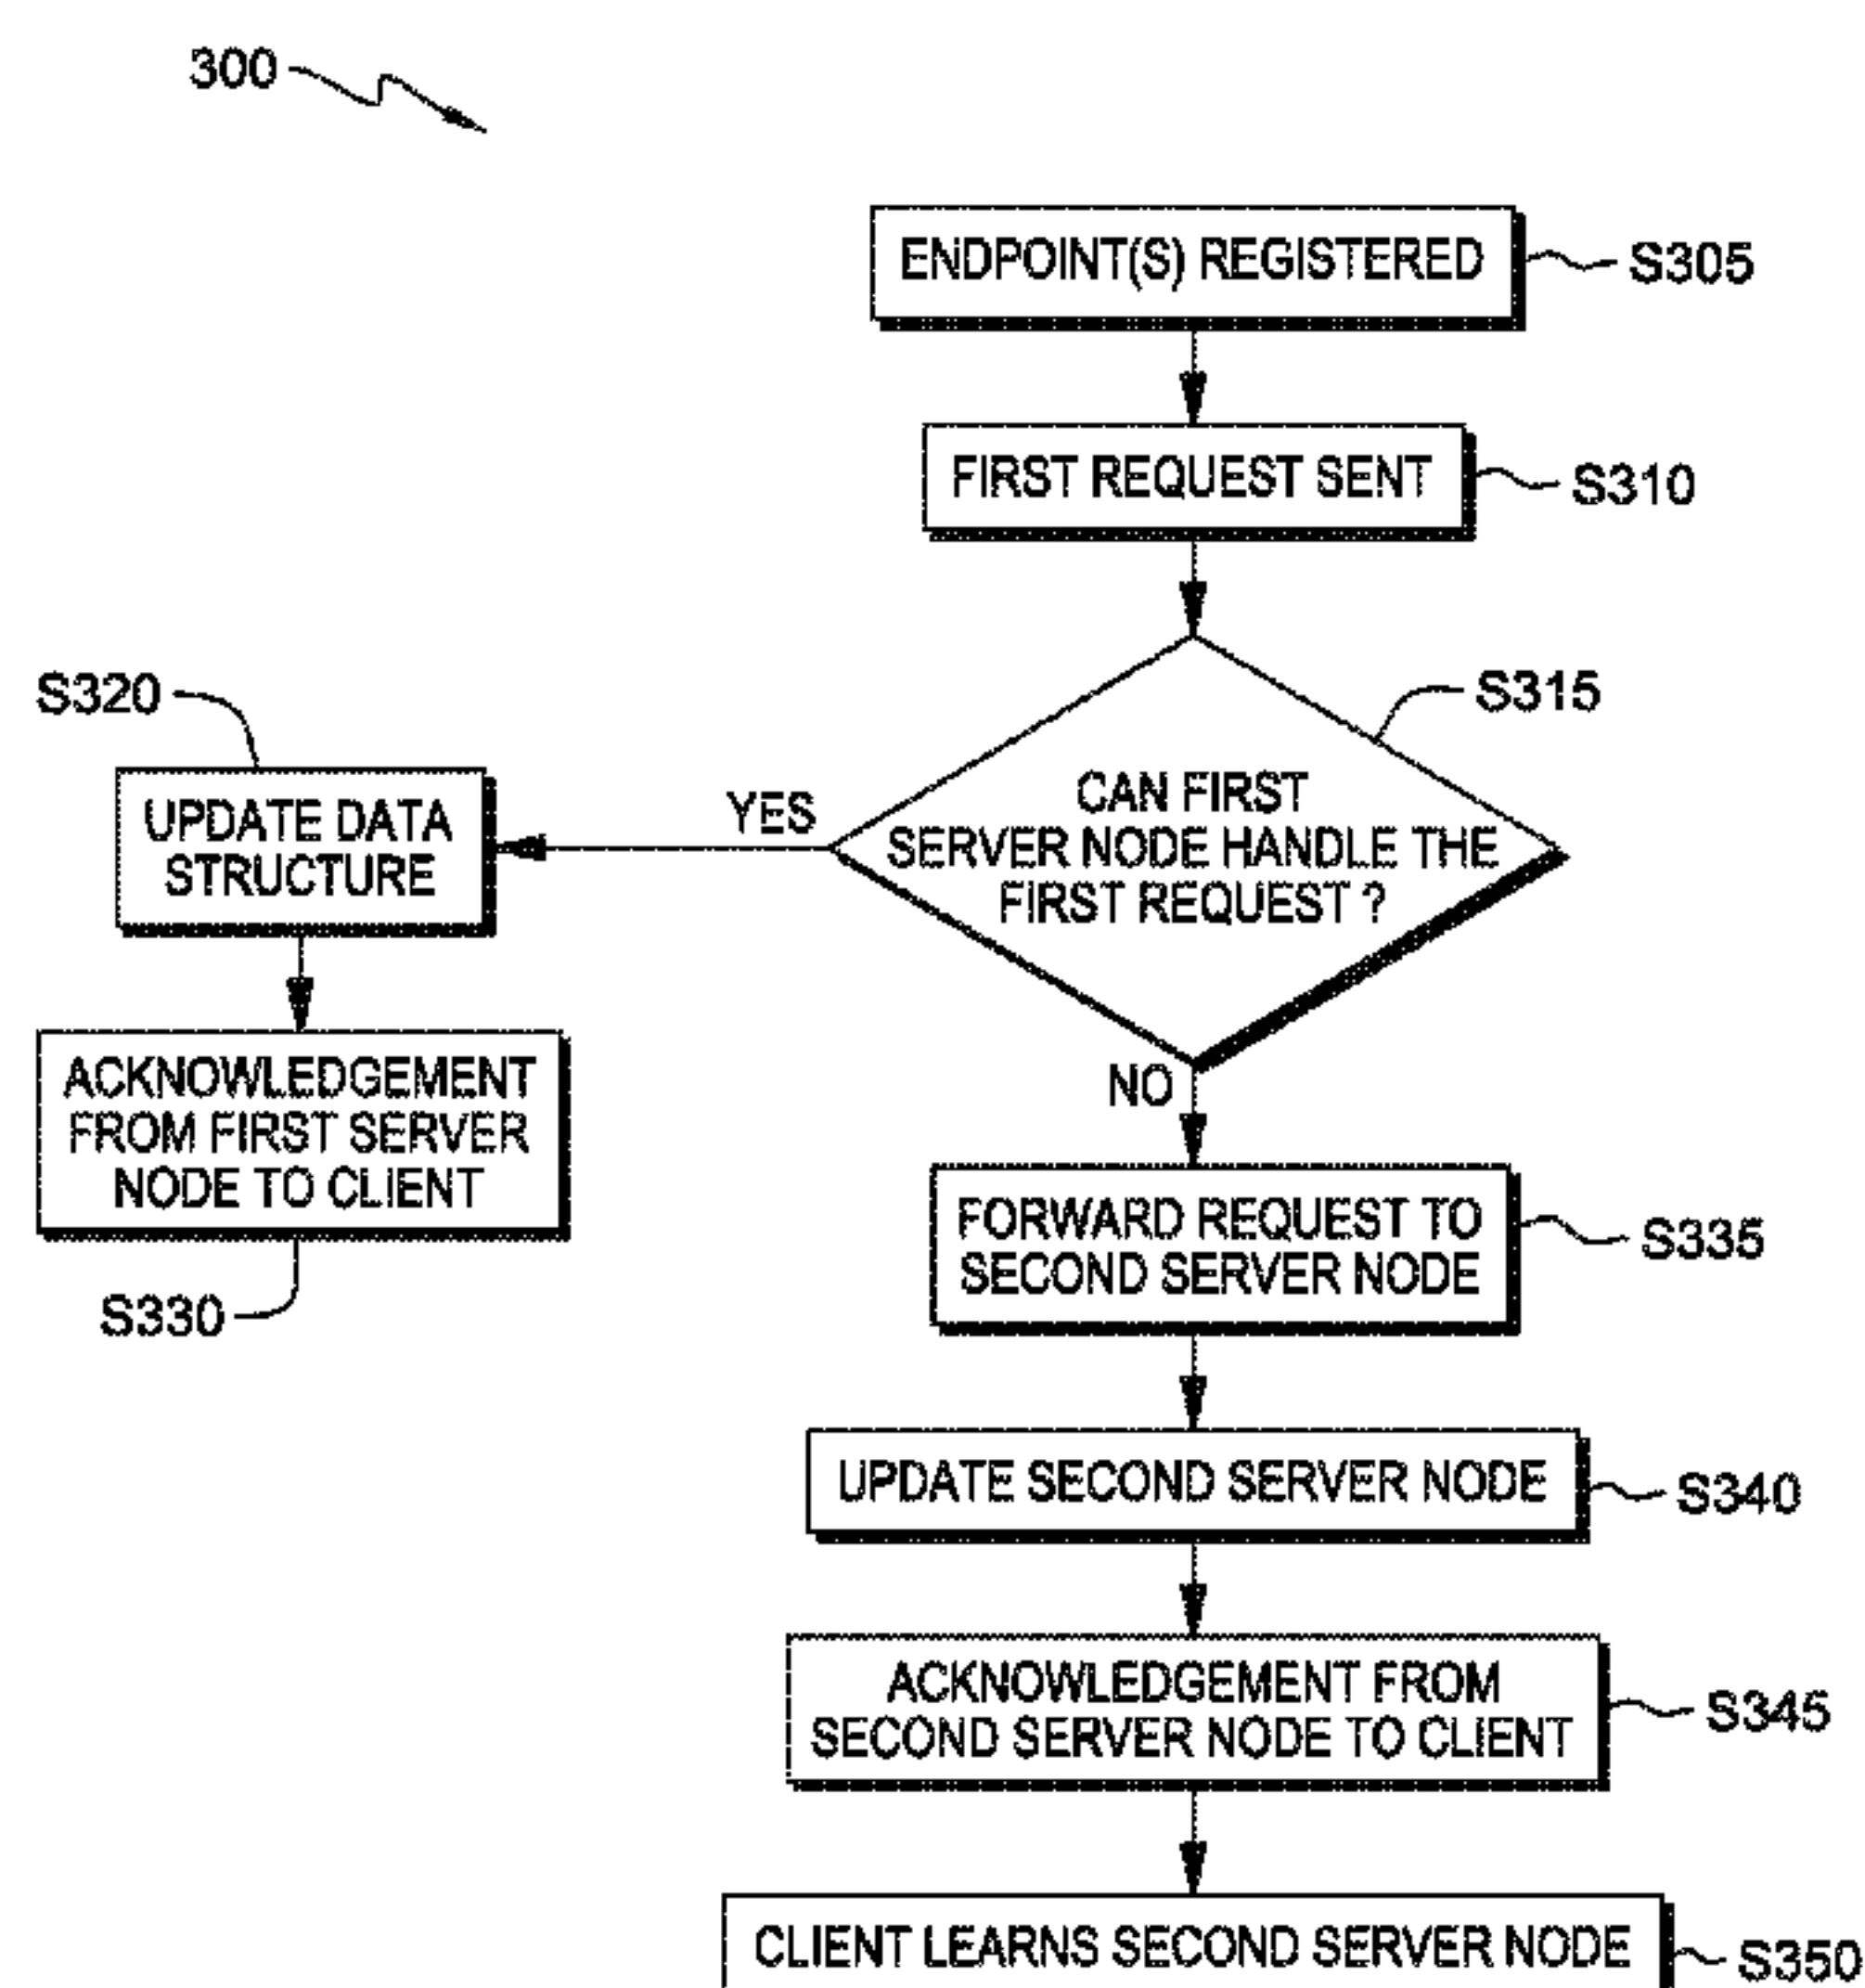 300
ENDPOINT(S) REGISTERED
S305
FIRST REQUEST SENT
S310
S315
CAN FIRST
SERVER NODE HANDLE THE
FIRST REQUEST ?
YES
S320
UPDATE DATA
STRUCTURE
ACKNOWLEDGEMENT
FROM FIRST SERVER
NODE TO CLIENT
S330
NO
FORWARD REQUEST TO
SECOND SERVER NODE
S335
UPDATE SECOND SERVER NODE
S340
ACKNOWLEDGEMENT FROM
SECOND SERVER NODE TO CLIENT
S345
CLIENT LEARNS SECOND SERVER NODE
S350